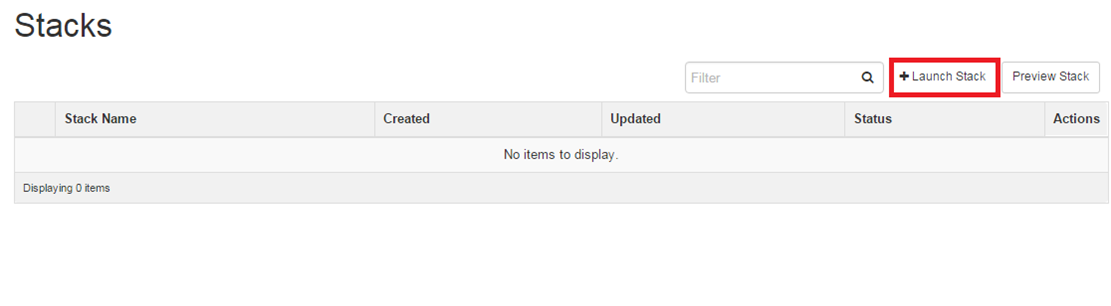 Stacks
Filter
+ Launch Stack
Preview Stack
Stack Name
Created
Updated
Status
Actions
No items to display.
Displaying 0 items